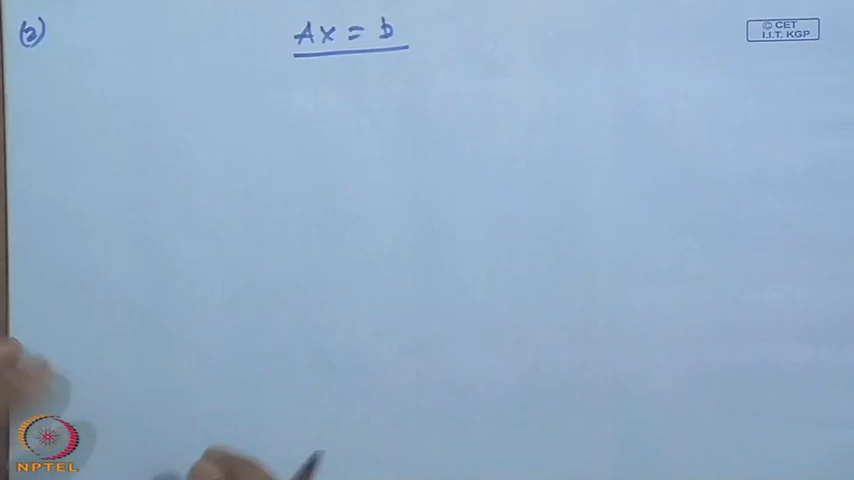 (2)
Ax = b
© CET
I.I.T. KGP
NPTEL